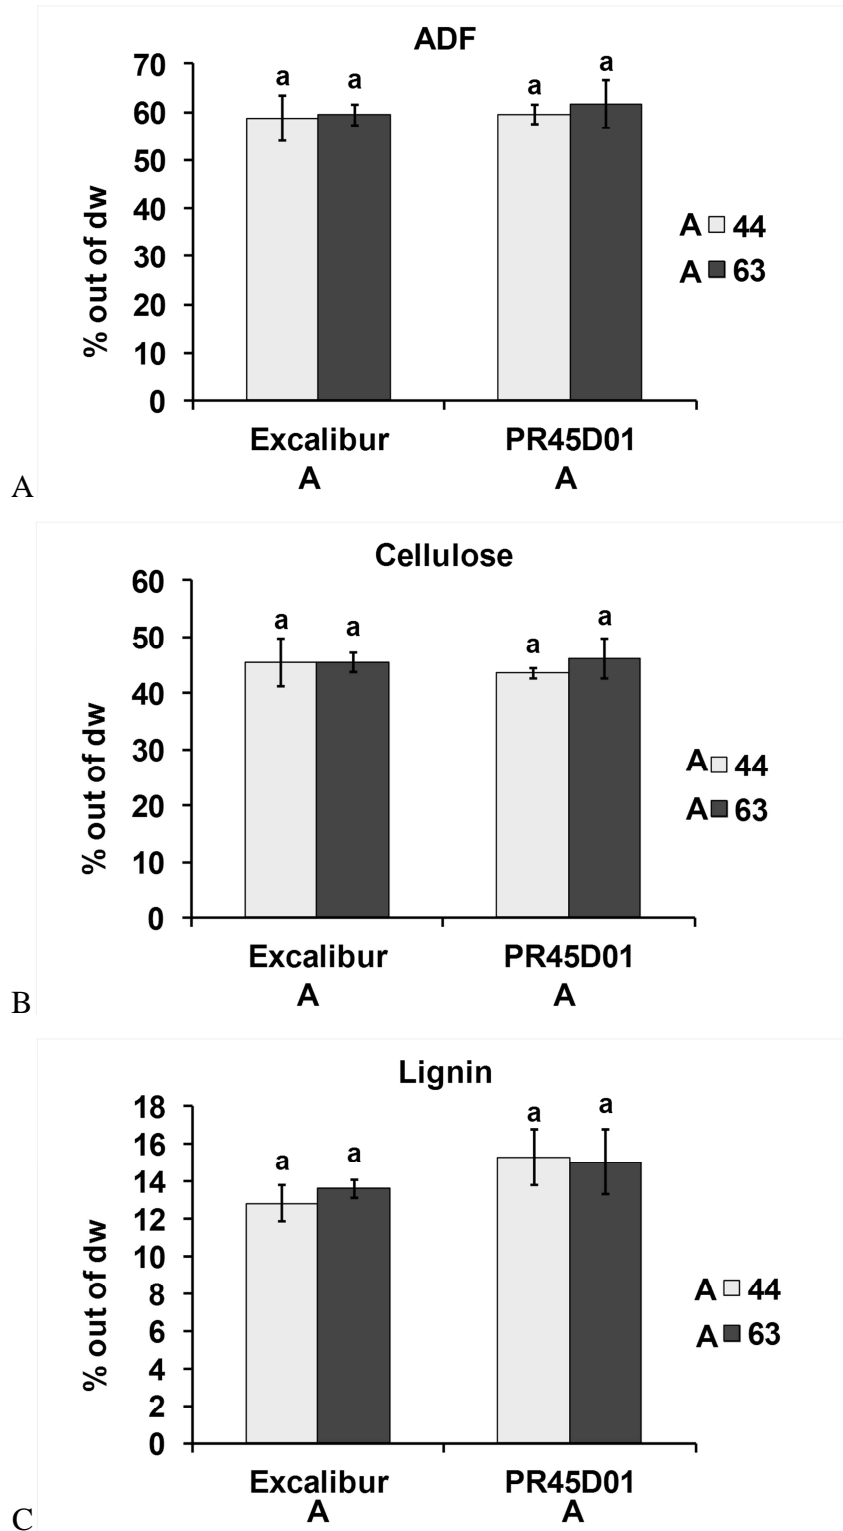 ADF
70
60
50
40
30
20
10
0
% out of dw
a a a a
A 44
A 63
Excalibur PR45D01
A A
A
Cellulose
60
50
40
30
20
10
0
% out of dw
a a a a
A 44
A 63
Excalibur PR45D01
A A
B
Lignin
18
16
14
12
10
8
6
4
2
0
% out of dw
a a a a
A 44
A 63
Excalibur PR45D01
A A
C